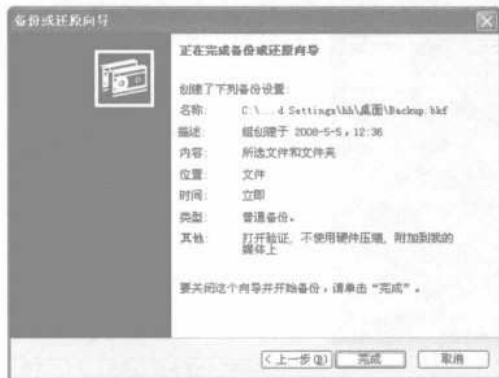 备份或还原向导
正在完成备份或还原向导
创建了下列备份设置:
名称: C:\...d Settings\hh\桌面\Backup.bkf
描述: 组创建于 2008-5-5，12:36
内容: 所选文件和文件夹
位置: 文件
时间: 立即
类型: 普通备份。
其他: 打开验证, 不使用硬件压缩, 附加到我的
媒体上
要关闭这个向导并开始备份，请单击“完成”。
<上一步(B) 完成 取消